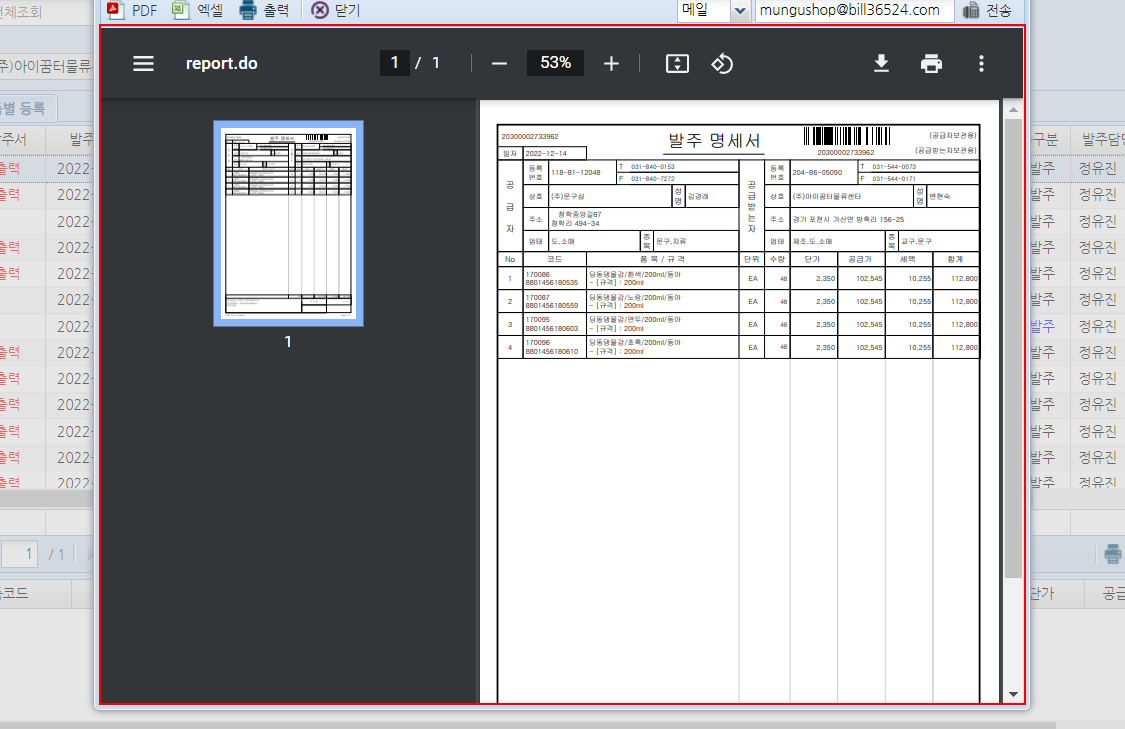 전체조회
PDF 엑셀 출력 닫기 메일 mungushop@bill36524.com 전송
주)아이꿈터물류
report.do 1 / 1 53%
별 등록
주서 발주 구분 발주담당
출력 2022- 발주 정유진
출력 2022- 발주 정유진
2022- 발주 정유진
출력 2022- 발주 정유진
출력 2022- 발주 정유진
2022- 발주 정유진
2022- 발주 정유진
출력 2022- 발주 정유진
출력 2022- 발주 정유진
출력 2022- 발주 정유진
출력 2022- 발주 정유진
출력 2022- 발주 정유진
출력 2022- 발주 정유진
1 / 1
코드 단가 공급
1
20300002733962 발주 명세서 (공급자보관용)
일자 2022-12-14 20300002733962 (공급받는자보관용)
공급자 등록번호 118-81-12048 T 031-840-0153 공급받는자 등록번호 204-86-05090 T 031-544-0073
F 031-840-7272 F 031-544-0171
상호 (주)문구샵 성명 김경래 상호 (주)아이꿈터물류센터 성명 변현숙
주소 청학중앙길67 주소 경기 포천시 가산면 방축리 156-25
청학리 494-34
업태 도,소매 종목 문구,지류 업태 제조,도,소매 종목 교구,문구
No 코드 품 목 / 규 격 단위 수량 단가 공급가 세액 합계
1 170086 딩동댕물감/흰색/200ml/동아 EA 48 2,350 102,545 10,255 112,800
8801456180535 - [규격] : 200ml
2 170087 딩동댕물감/노랑/200ml/동아 EA 48 2,350 102,545 10,255 112,800
8801456180559 - [규격] : 200ml
3 170095 딩동댕물감/연두/200ml/동아 EA 48 2,350 102,545 10,255 112,800
8801456180603 - [규격] : 200ml
4 170096 딩동댕물감/초록/200ml/동아 EA 48 2,350 102,545 10,255 112,800
8801456180610 - [규격] : 200ml